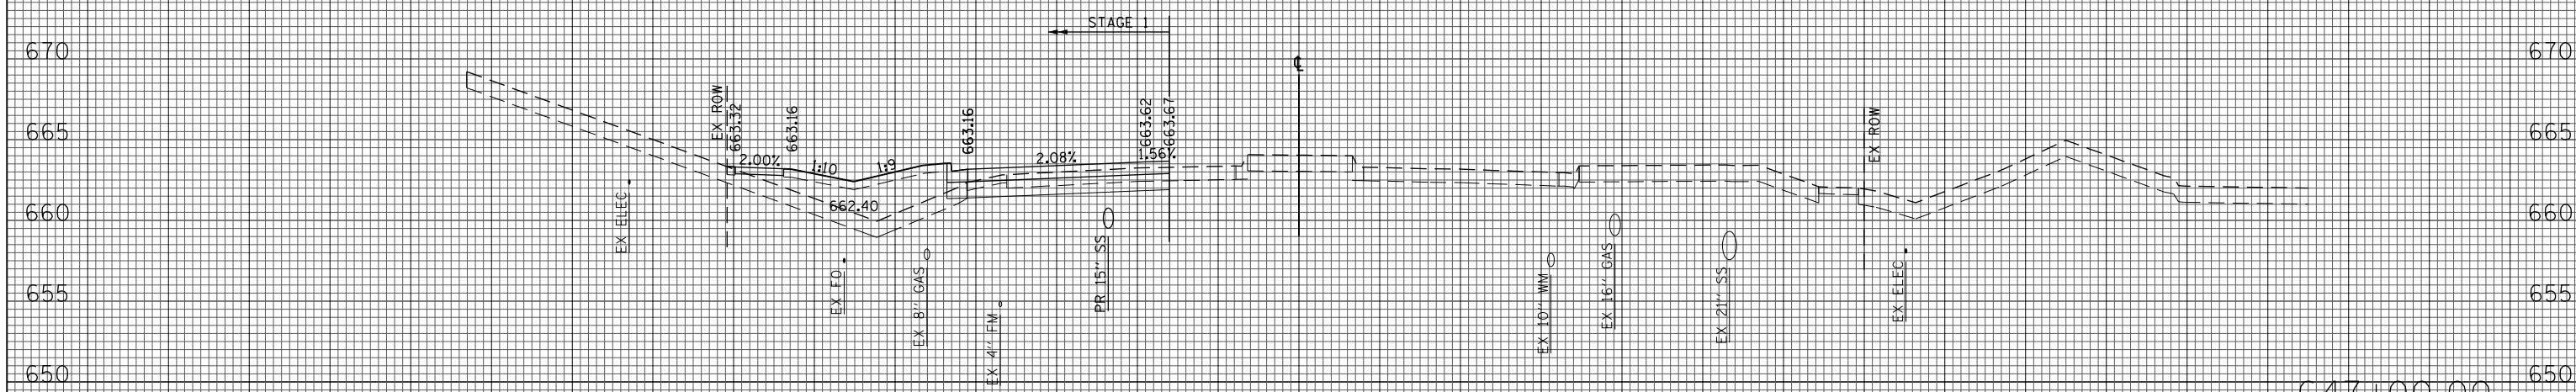 STAGE 1
670
670
℄
EX ROW
663.32
663.16
663.16
663.62
663.67
EX ROW
665
665
2.00%
1:10
1:9
2.08%
1.56%
662.40
660
660
EX ELEC
EX FO
EX 8'' GAS
EX 4'' FM
PR 15'' SS
EX 10'' WM
EX 16'' GAS
EX 21'' SS
EX ELEC
655
655
650
650